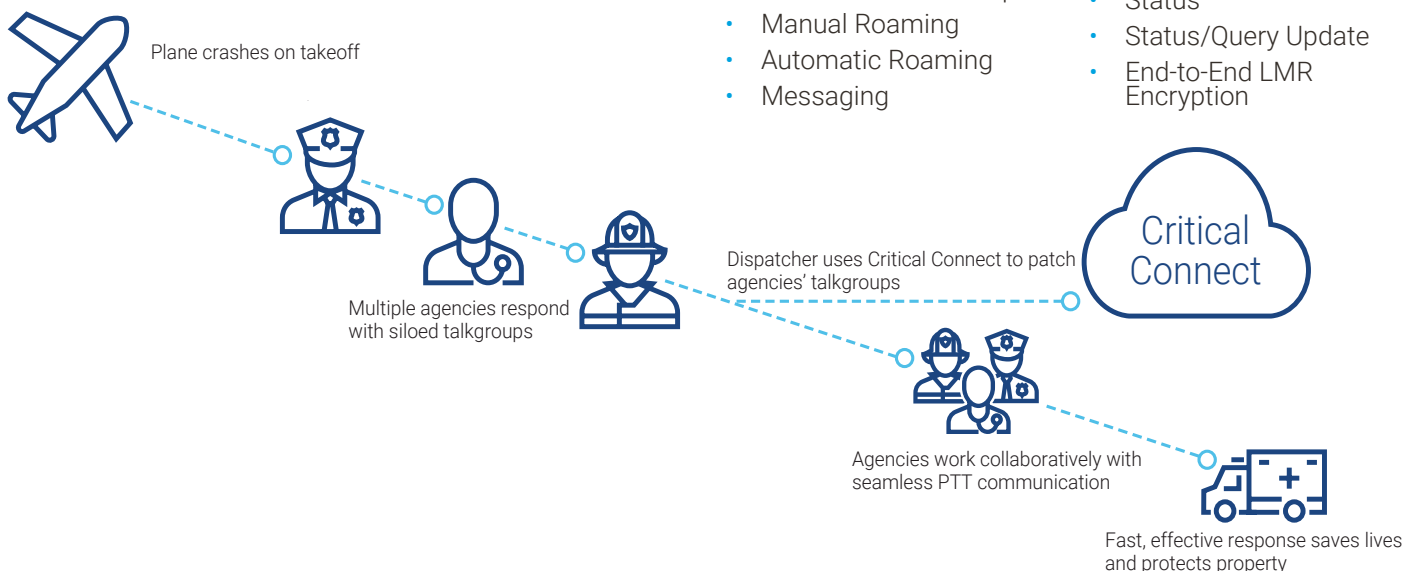 Manual Roaming
Automatic Roaming
Messaging
Status
Status/Query Update
End-to-End LMR
Encryption
Plane crashes on takeoff
Multiple agencies respond
with siloed talkgroups
Dispatcher uses Critical Connect to patch
agencies’ talkgroups
Critical
Connect
Agencies work collaboratively with
seamless PTT communication
Fast, effective response saves lives
and protects property